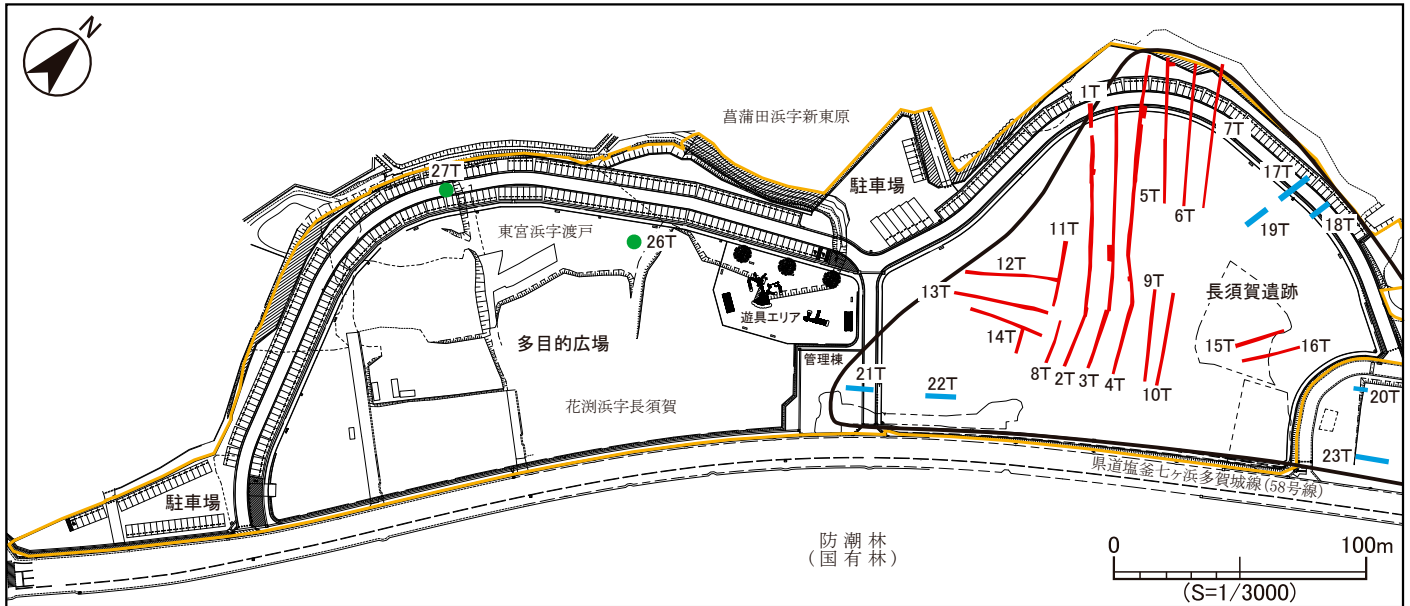 N
菖蒲田浜字新東原
1T
7T
27T
駐車場
17T
5T
6T
18T
19T
東宮浜字渡戸
26T
11T
12T
13T
9T
長須賀遺跡
遊具エリア
多目的広場
14T
15T
16T
管理棟
21T
22T
8T
2T
3T
4T
10T
20T
花渕浜字長須賀
23T
県道塩釜七ヶ浜多賀城線(58号線)
駐車場
防潮林
(国有林)
0
100m
(S=1/3000)